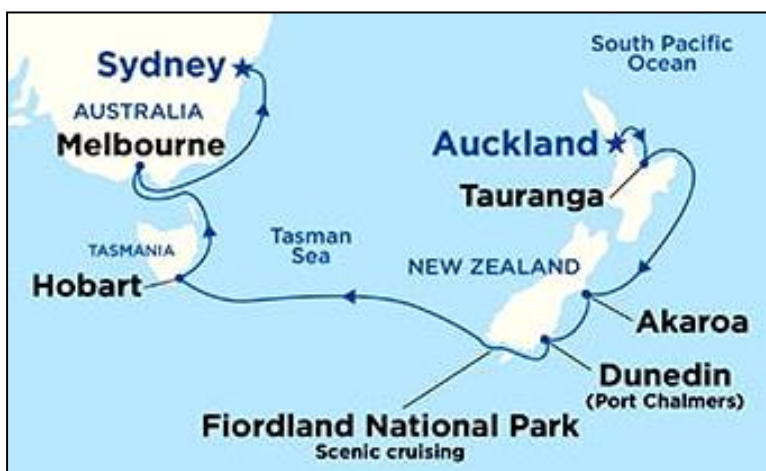 South Pacific
Ocean
Sydney
AUSTRALIA
Melbourne
Auckland
Tauranga
TASMANIA
Tasman
Sea
NEW ZEALAND
Hobart
Akaroa
Dunedin
(Port Chalmers)
Fiordland National Park
Scenic cruising